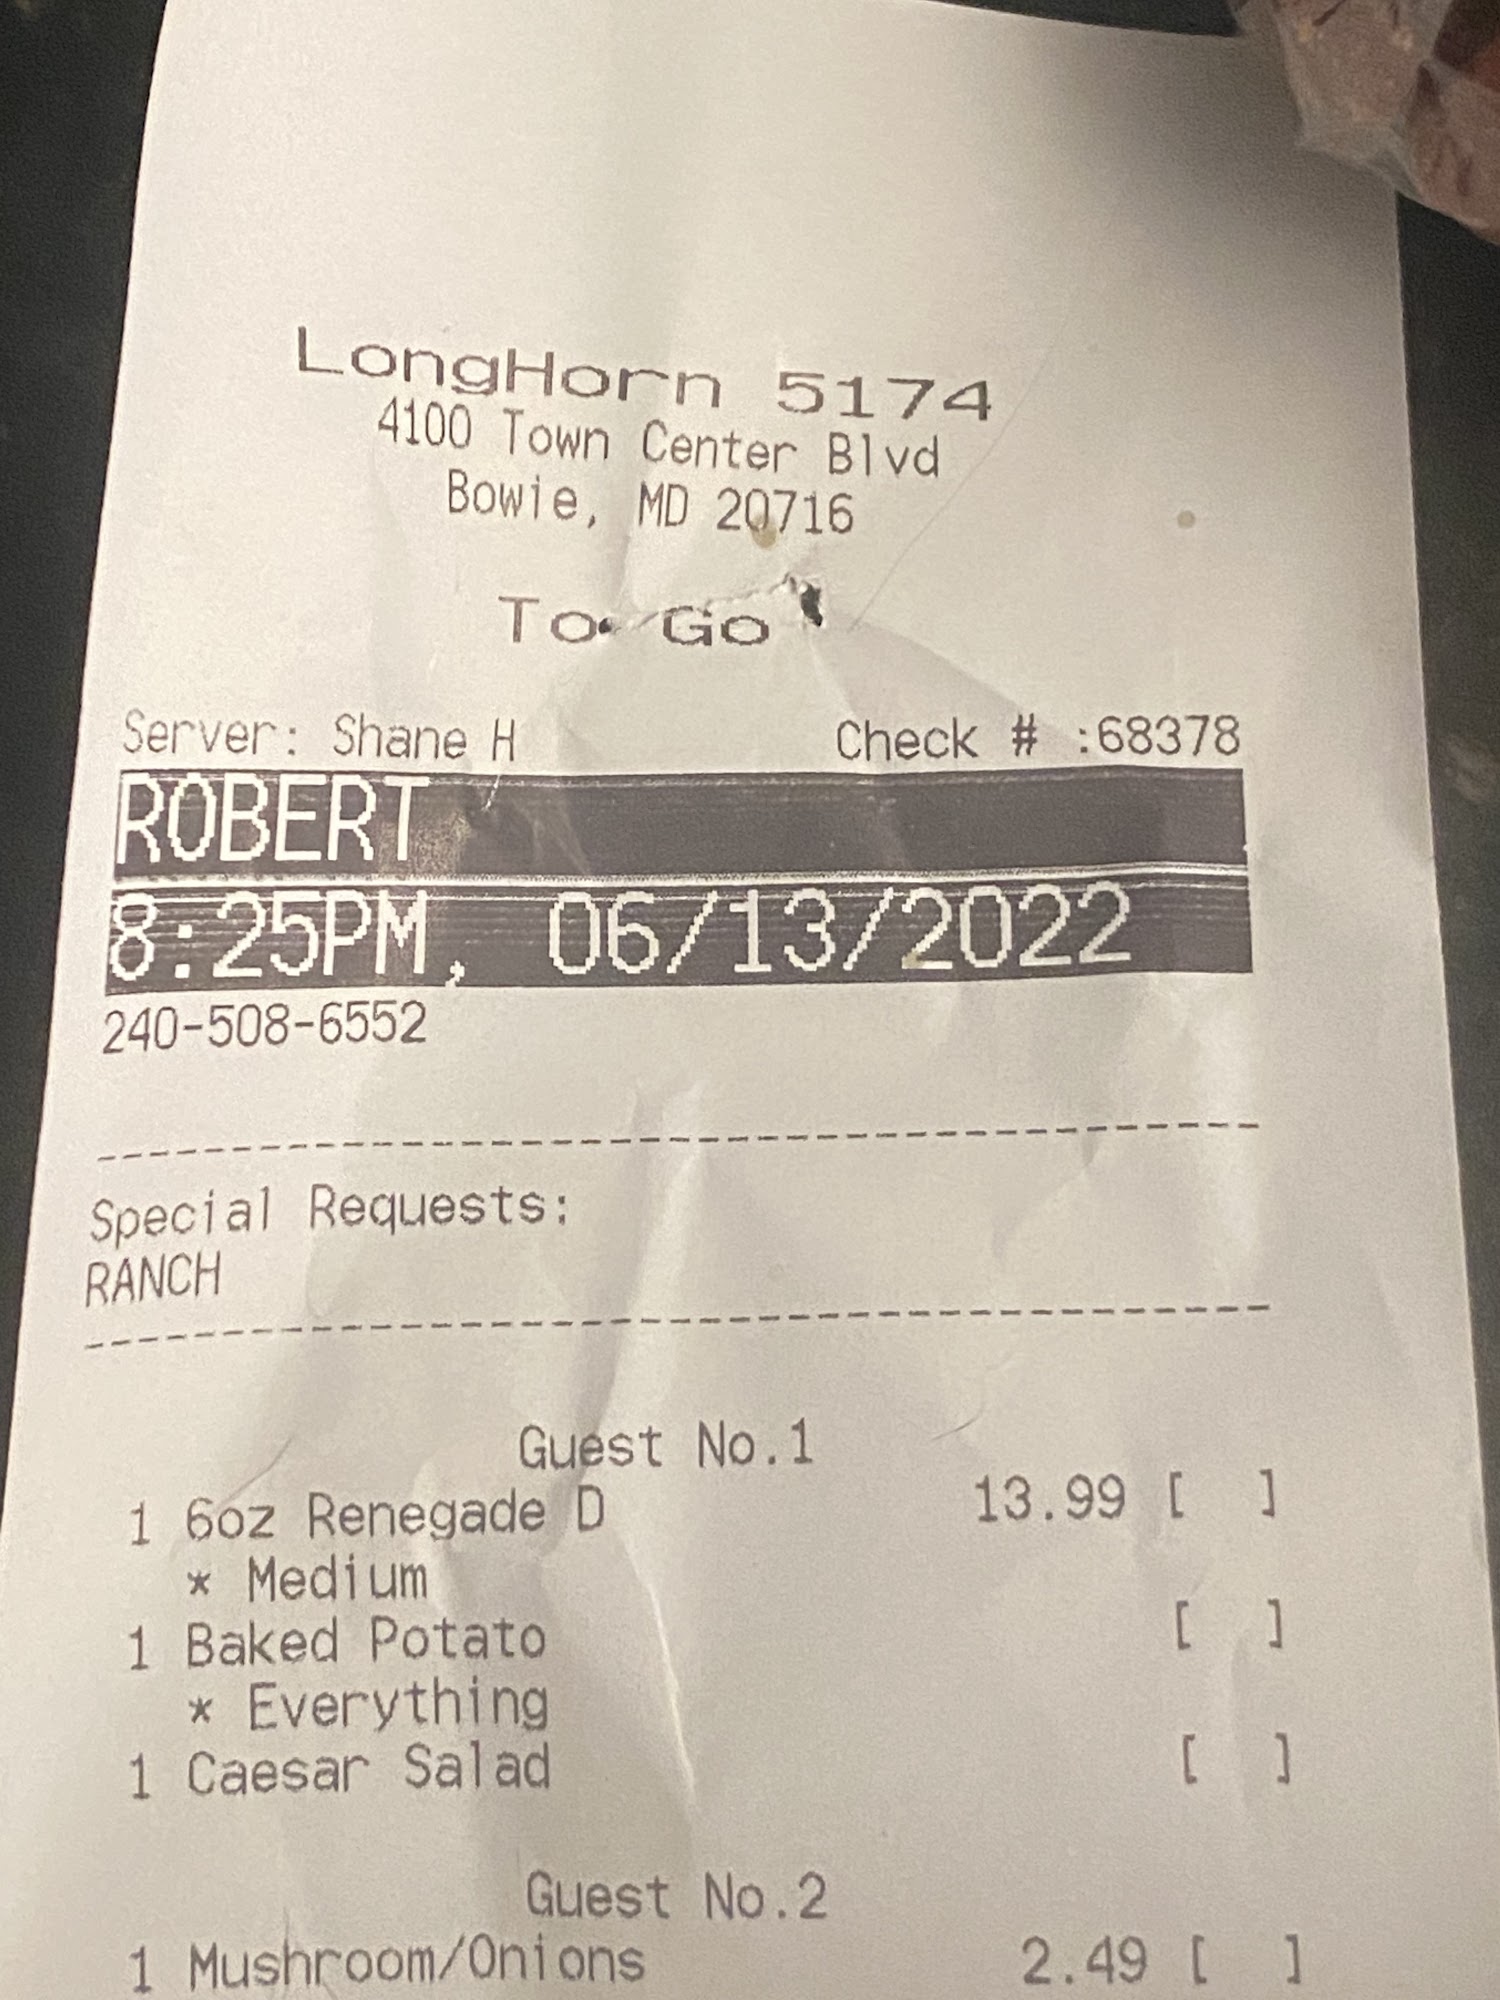 LongHorn 5174
4100 Town Center Blvd
Bowie, MD 20716
To Go
Server: Shane H Check # :68378
ROBERT
8:25PM, 06/13/2022
240-508-6552
Special Requests:
RANCH
Guest No.1
1 6oz Renegade D 13.99 [ ]
* Medium
1 Baked Potato [ ]
* Everything
1 Caesar Salad [ ]
Guest No.2
1 Mushroom/Onions 2.49 [ ]